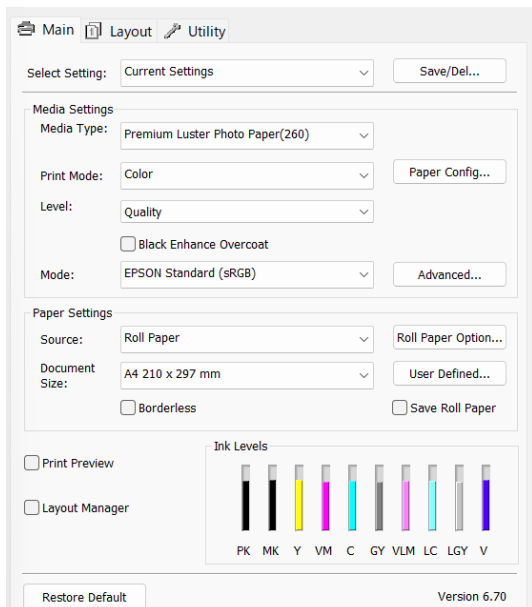 Main Layout Utility
Select Setting: Current Settings Save/Del...
Media Settings
Media Type: Premium Luster Photo Paper(260)
Print Mode: Color Paper Config...
Level: Quality
Black Enhance Overcoat
Mode: EPSON Standard (sRGB) Advanced...
Paper Settings
Source: Roll Paper Roll Paper Option...
Document
Size: A4 210 x 297 mm User Defined...
Borderless Save Roll Paper
Ink Levels
Print Preview
Layout Manager
PK MK Y VM C GY VLM LC LGY V
Restore Default Version 6.70